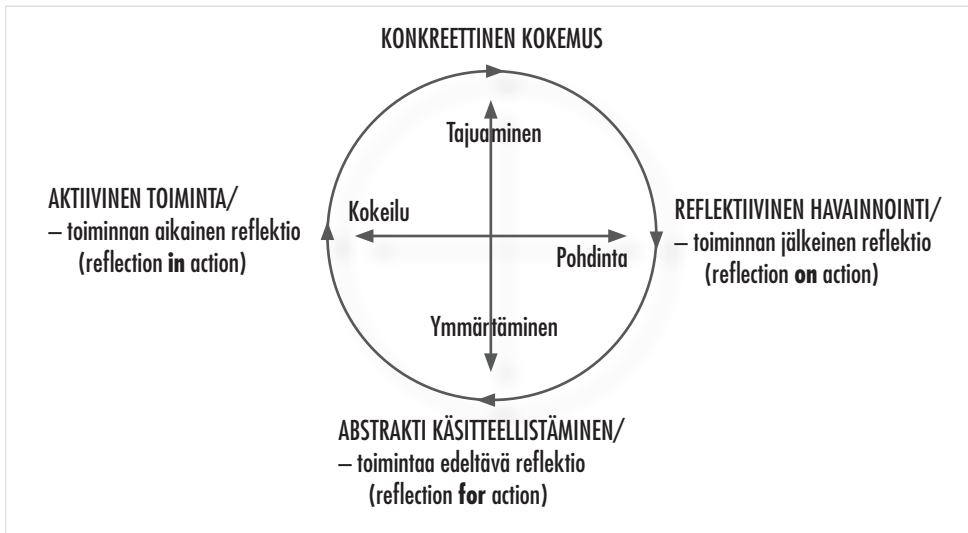 KONKREETTINEN KOKEMUS
Tajuaminen
AKTIIVINEN TOIMINTA/
– toiminnan aikainen reflektio
(reflection in action)
Kokeilu
Pohdinta
REFLEKTIIVINEN HAVAINNOINTI/
– toiminnan jälkeinen reflektio
(reflection on action)
Ymmärtäminen
ABSTRAKTI KÄSITTEELLISTÄMINEN/
– toimintaa edeltävä reflektio
(reflection for action)